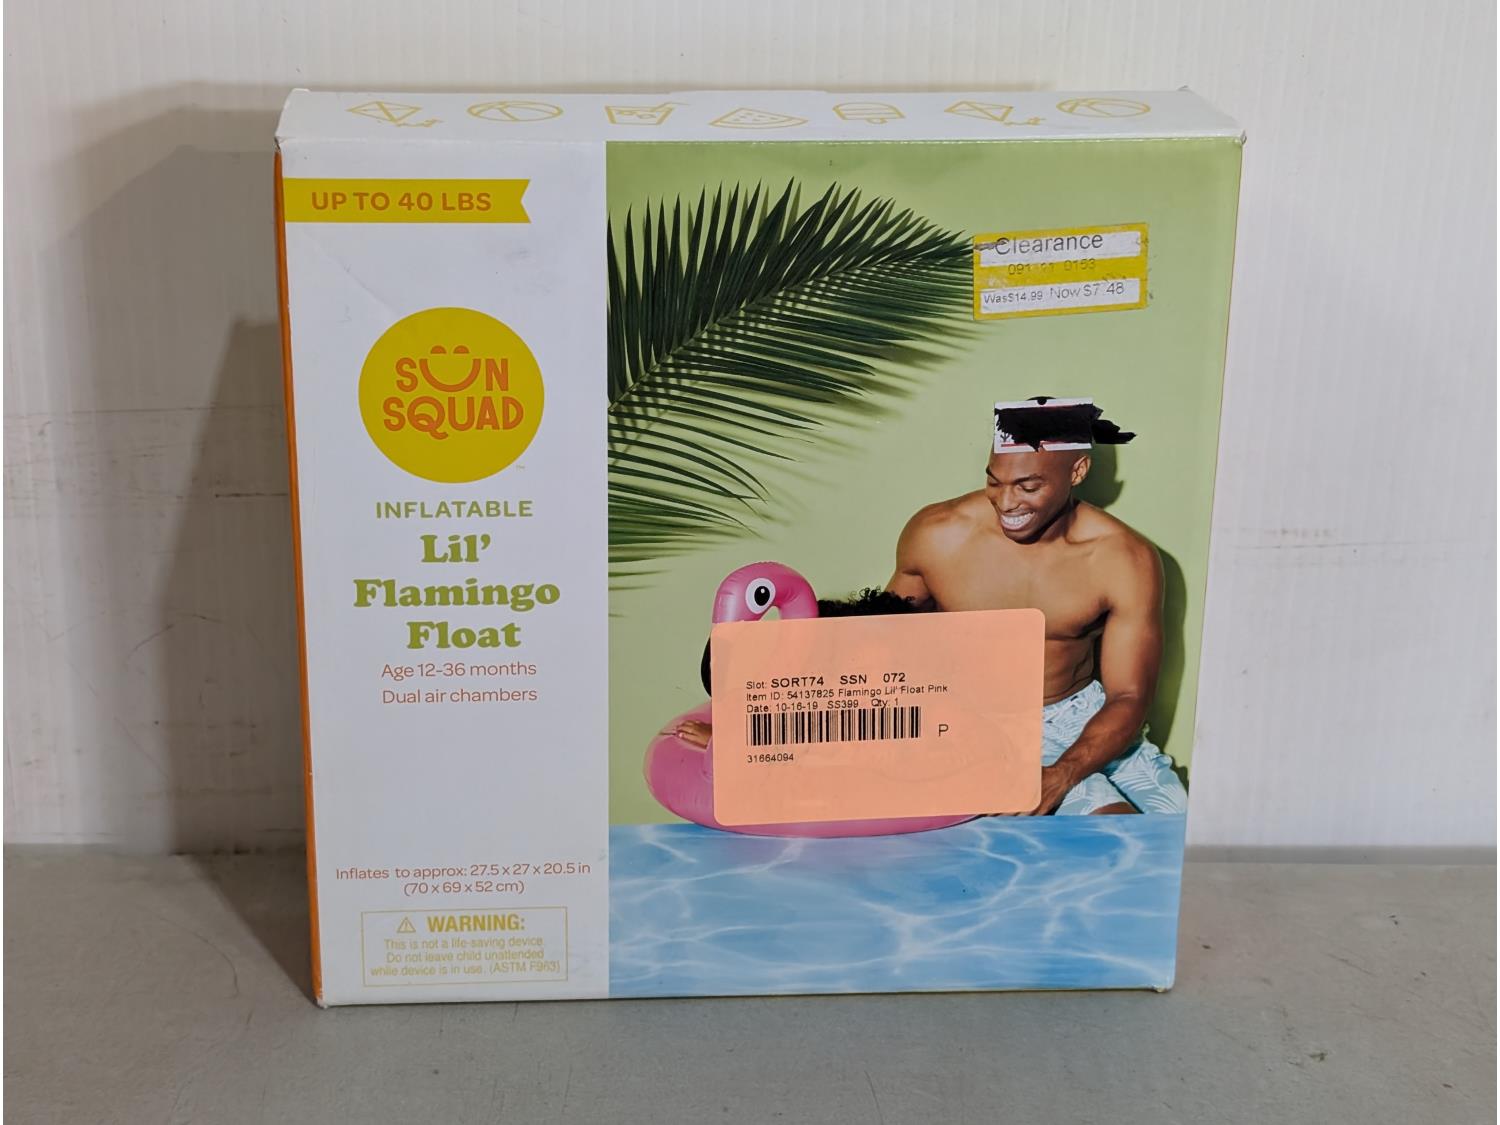 UP TO 40 LBS
SUN
SQUAD
™
INFLATABLE
Lil'
Flamingo
Float
Age 12-36 months
Dual air chambers
Inflates to approx: 27.5 x 27 x 20.5 in
(70 x 69 x 52 cm)
⚠ WARNING:
This is not a life-saving device.
Do not leave child unattended
while device is in use. (ASTM F963)
Clearance
0153
Was$14.99 Now $7.48
Slot: SORT74 SSN 072
Item ID: 54137825 Flamingo Lil' Float Pink
Date: 10-16-19 SS399 Qty: 1
P
31664094